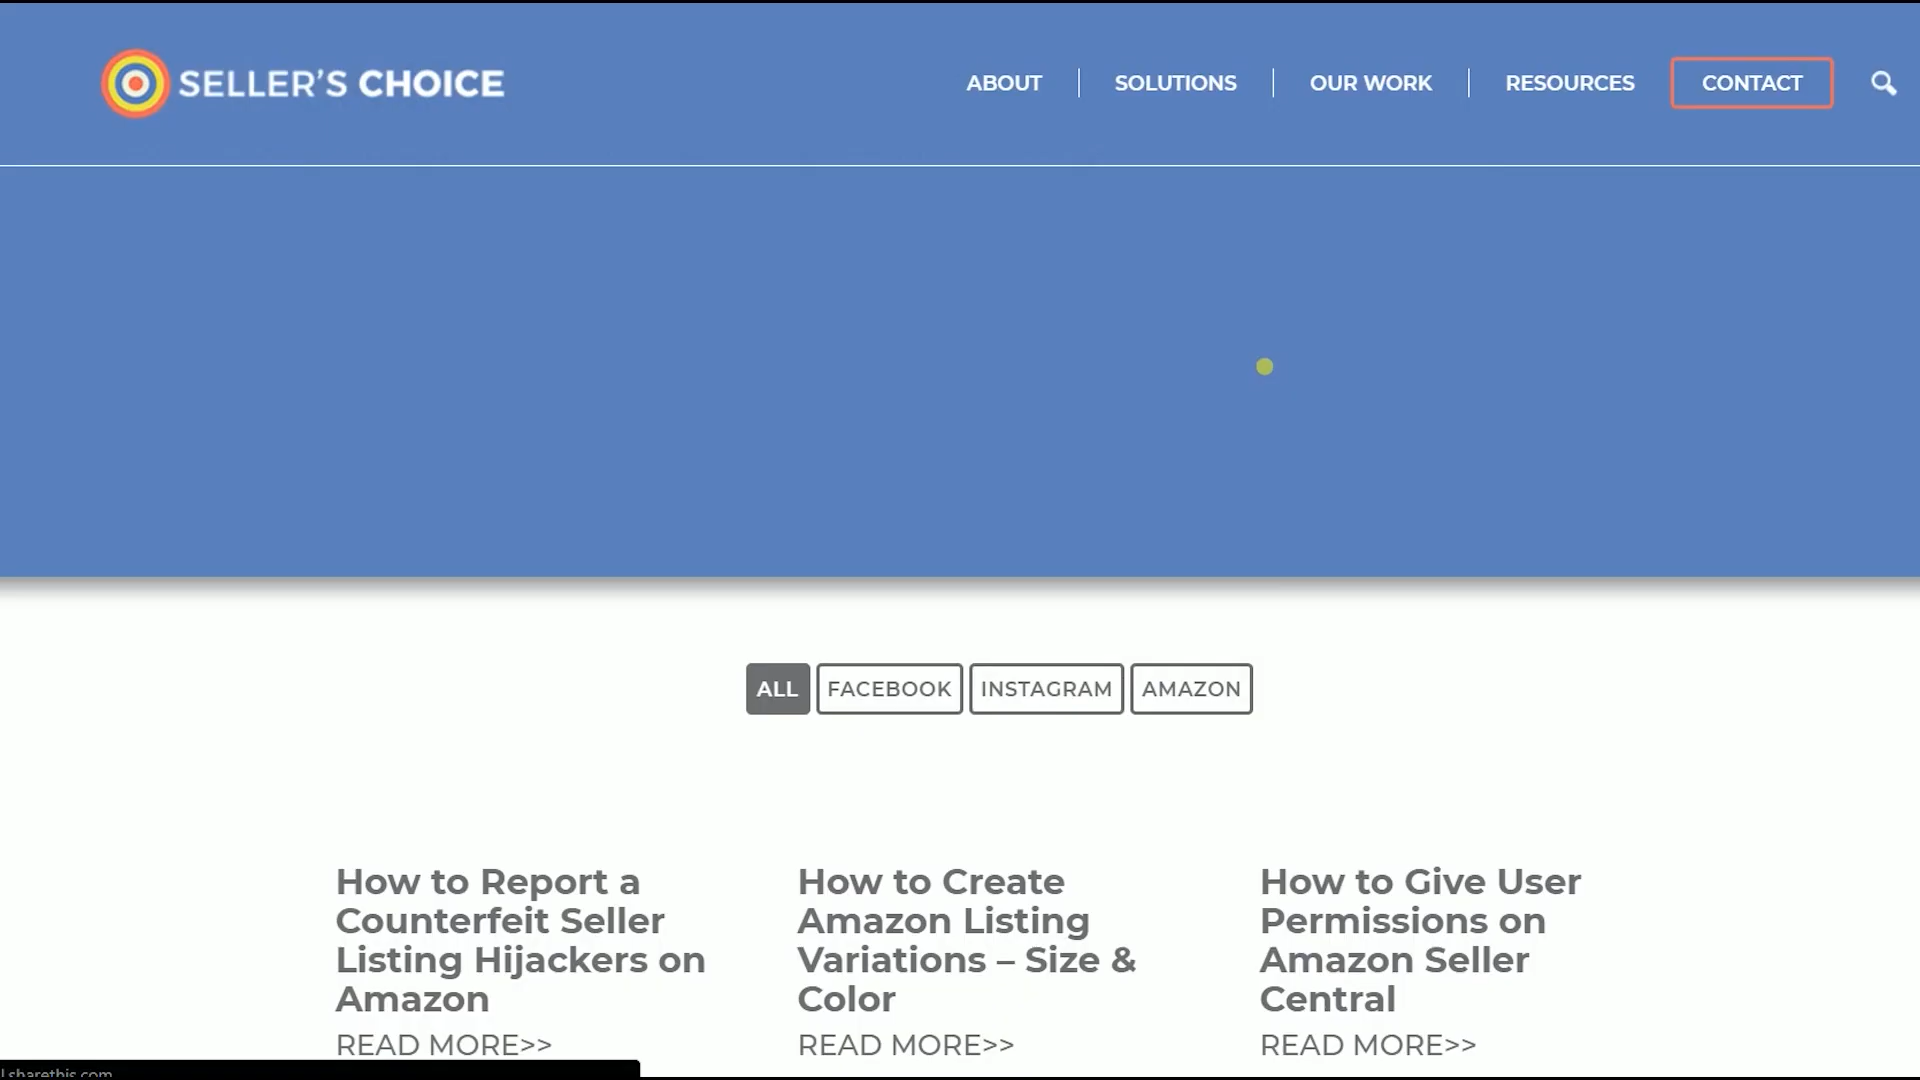 SELLER'S CHOICE
ABOUT
SOLUTIONS
OUR WORK
RESOURCES
CONTACT
ALL
FACEBOOK
INSTAGRAM
AMAZON
How to Report a
Counterfeit Seller
Listing Hijackers on
Amazon
READ MORE>>
How to Create
Amazon Listing
Variations – Size &
Color
READ MORE>>
How to Give User
Permissions on
Amazon Seller
Central
READ MORE>>
l.sharethis.com